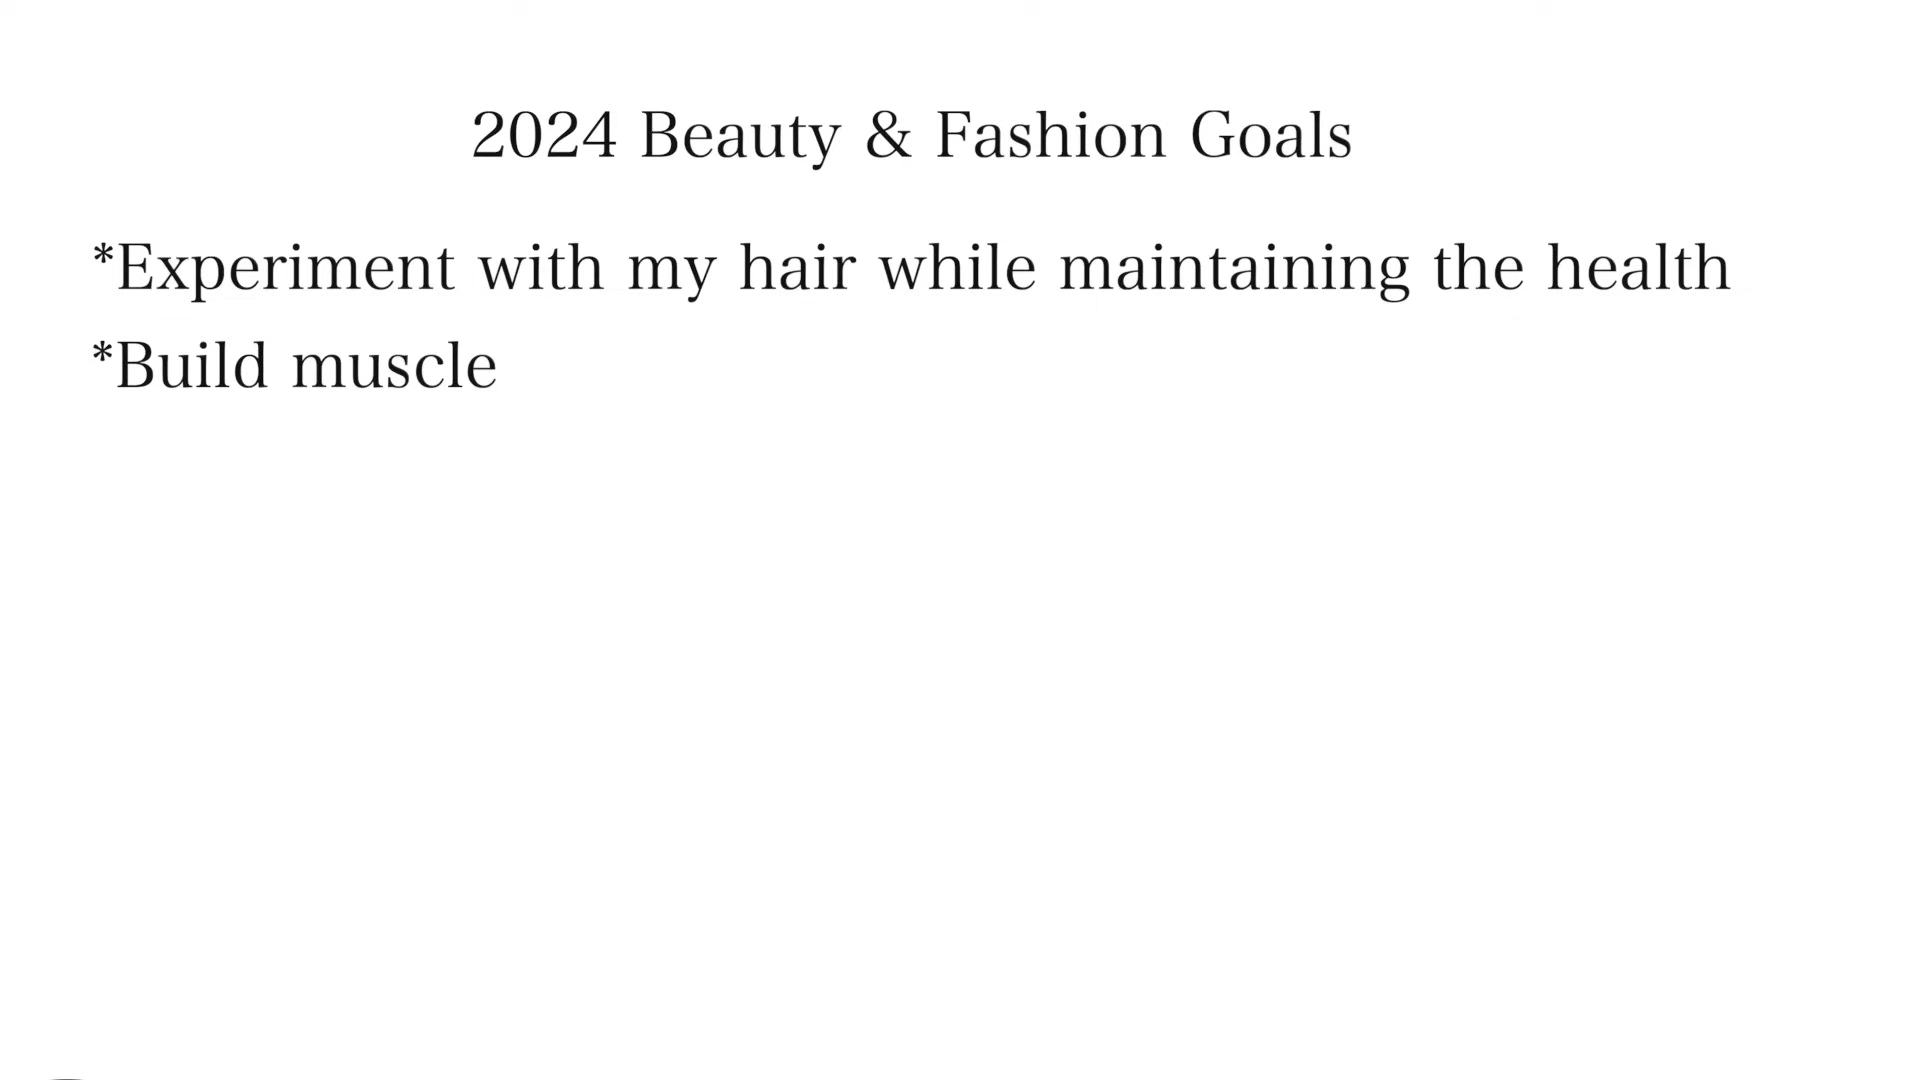 2024 Beauty & Fashion Goals
*Experiment with my hair while maintaining the health
*Build muscle